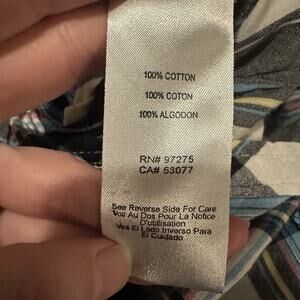 100% COTTON
100% COTON
100% ALGODON
RN# 97275
CA# 53077
See Reverse Side For Care
Voir Au Dos Pour La Notice
D'utilisation
Vea El Lado Inverso Para
El Cuidado